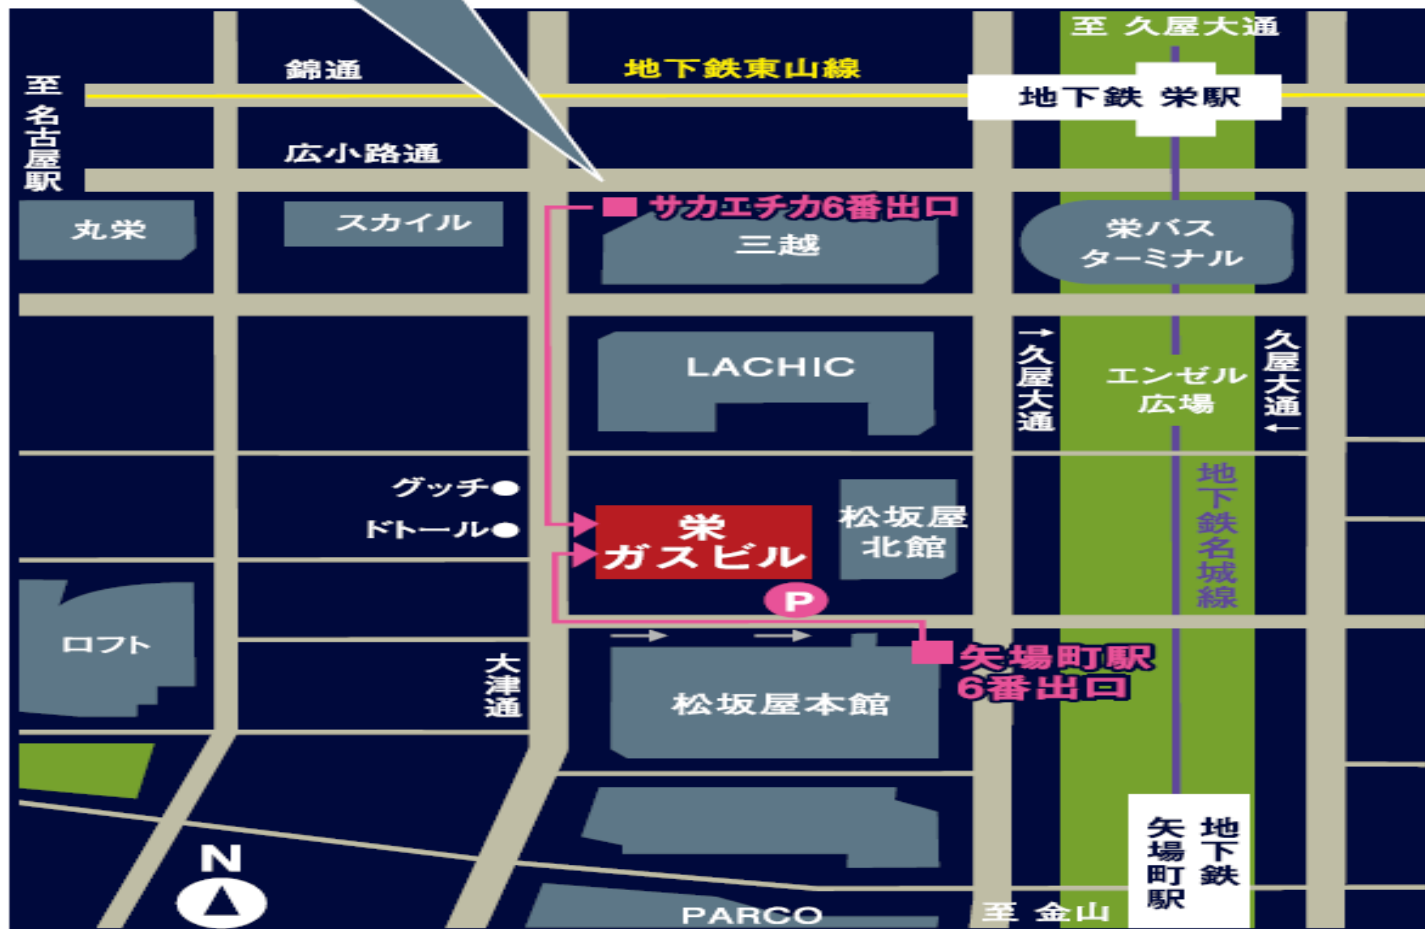 至 久屋大通
錦通
地下鉄東山線
至 名古屋駅
地下鉄 栄駅
広小路通
サカエチカ6番出口
丸栄
スカイル
三越
栄バス
ターミナル
LACHIC
→久屋大通
エンゼル
広場
久屋大通←
グッチ
ドトール
栄
ガスビル
松坂屋
北館
地下鉄名城線
P
ロフト
大津通
松坂屋本館
矢場町駅
6番出口
地下鉄
矢場町駅
N
PARCO
至 金山